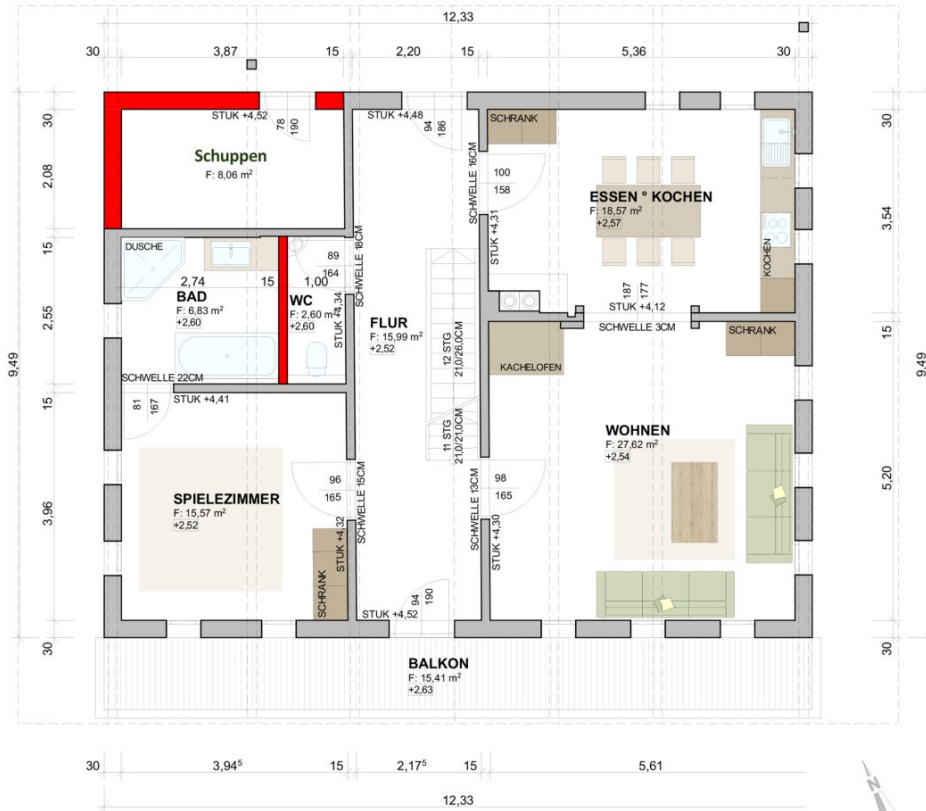 12,33
30 3,87 15 2,20 15 5,36 30
STUK +4,52
78
190
Schuppen
F: 8,06 m²
STUK +4,48
94
186
SCHRANK
SCHWELLE 16CM
100
158
STUK +4,31
ESSEN ° KOCHEN
F: 18,57 m²
+2,57
KOCHEN
187
177
STUK +4,12
SCHWELLE 3CM
SCHRANK
KACHELOFEN
DUSCHE
2,74 15 1,00
BAD
F: 6,83 m²
+2,60
WC
F: 2,60 m²
+2,60
89
164
STUK +4,34
SCHWELLE 18CM
FLUR
F: 15,99 m²
+2,52
12 STG
21,0/26,0CM
11 STG
21,0/21,0CM
SCHWELLE 22CM
81
167
STUK +4,41
SPIELEZIMMER
F: 15,57 m²
+2,52
96
165
STUK +4,32
SCHWELLE 15CM
SCHRANK
WOHNEN
F: 27,62 m²
+2,54
98
165
SCHWELLE 13CM
STUK +4,30
STUK +4,52
94
190
BALKON
F: 15,41 m²
+2,63
9,49
30
2,08
15
2,55
15
3,96
30
30
3,54
15
5,20
30
9,49
30 3,94⁵ 15 2,17⁵ 15 5,61
12,33